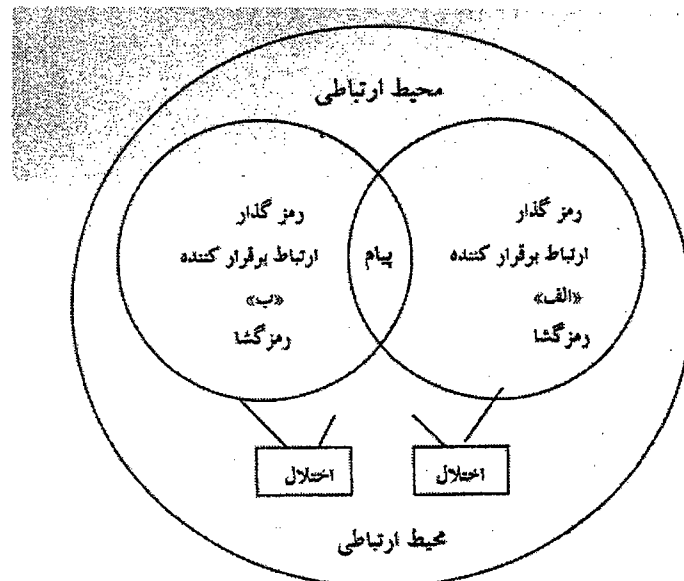 محیط ارتباطی
رمز گذار
ارتباط برقرار کننده
«الف»
رمزگشا
پیام
رمز گذار
ارتباط برقرار کننده
«ب»
رمزگشا
اختلال
اختلال
محیط ارتباطی